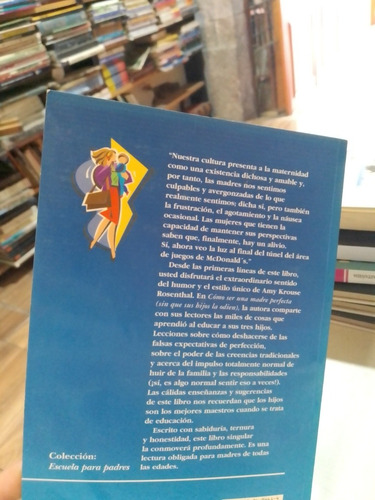 "Nuestra cultura presenta a la maternidad
como una existencia dichosa y amable y,
por tanto, las madres nos sentimos
culpables y avergonzadas de lo que
realmente sentimos: dicha sí, pero también
la frustración, el agotamiento y la náusea
ocasional. Las mujeres que tienen la
capacidad de mantener sus perspectivas
saben que, finalmente, hay un alivio.
Sí, ahora veo la luz al final del túnel del área
de juegos de McDonald's."
Desde las primeras líneas de este libro,
usted disfrutará el extraordinario sentido
del humor y el estilo único de Amy Krouse
Rosenthal. En Cómo ser una madre perfecta
(sin que sus hijos la odien), la autora comparte
con sus lectores las miles de cosas que
aprendió al educar a sus tres hijos.
Lecciones sobre cómo deshacerse de las
falsas expectativas de perfección,
sobre el poder de las creencias tradicionales
y acerca del impulso totalmente normal de
huir de la familia y las responsabilidades
(¡sí, es algo normal sentir eso a veces!).
Las cálidas enseñanzas y sugerencias
de este libro nos recuerdan que los hijos
son los mejores maestros cuando se trata
de educación.
Escrito con sabiduría, ternura
y honestidad, este libro singular
la conmoverá profundamente. Es una
lectura obligada para madres de todas
las edades.
Colección:
Escuela para padres